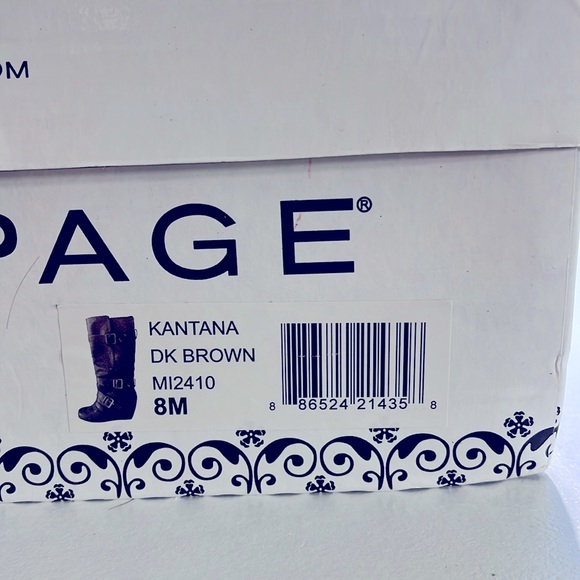 OM
PAGE®
KANTANA
DK BROWN
MI2410
8M
8 86524 21435 8